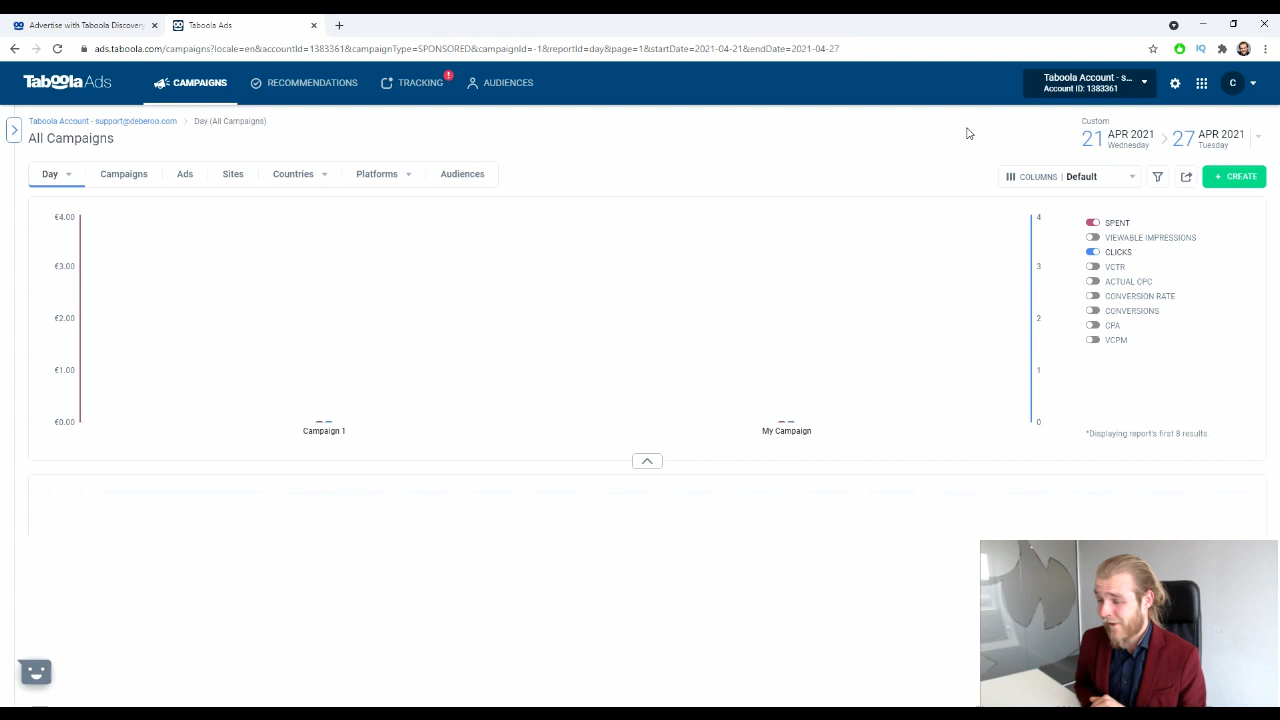 Advertise with Taboola Discovery
Taboola Ads
ads.taboola.com/campaigns?locale=en&accountId=1383361&campaignType=SPONSORED&campaignId=-1&reportId=day&page=1&startDate=2021-04-21&endDate=2021-04-27
IQ
Taboola Ads
CAMPAIGNS
RECOMMENDATIONS
TRACKING
!
AUDIENCES
Taboola Account - s...
Account ID: 1383361
C
Taboola Account - support@deberoo.com
Day (All Campaigns)
All Campaigns
Custom
21 APR 2021
Wednesday
27 APR 2021
Tuesday
Day
Campaigns
Ads
Sites
Countries
Platforms
Audiences
COLUMNS | Default
+ CREATE
€4.00
€3.00
€2.00
€1.00
€0.00
Campaign 1
My Campaign
4
3
2
1
0
SPENT
VIEWABLE IMPRESSIONS
CLICKS
VCTR
ACTUAL CPC
CONVERSION RATE
CONVERSIONS
CPA
VCPM
*Displaying report's first 8 results.